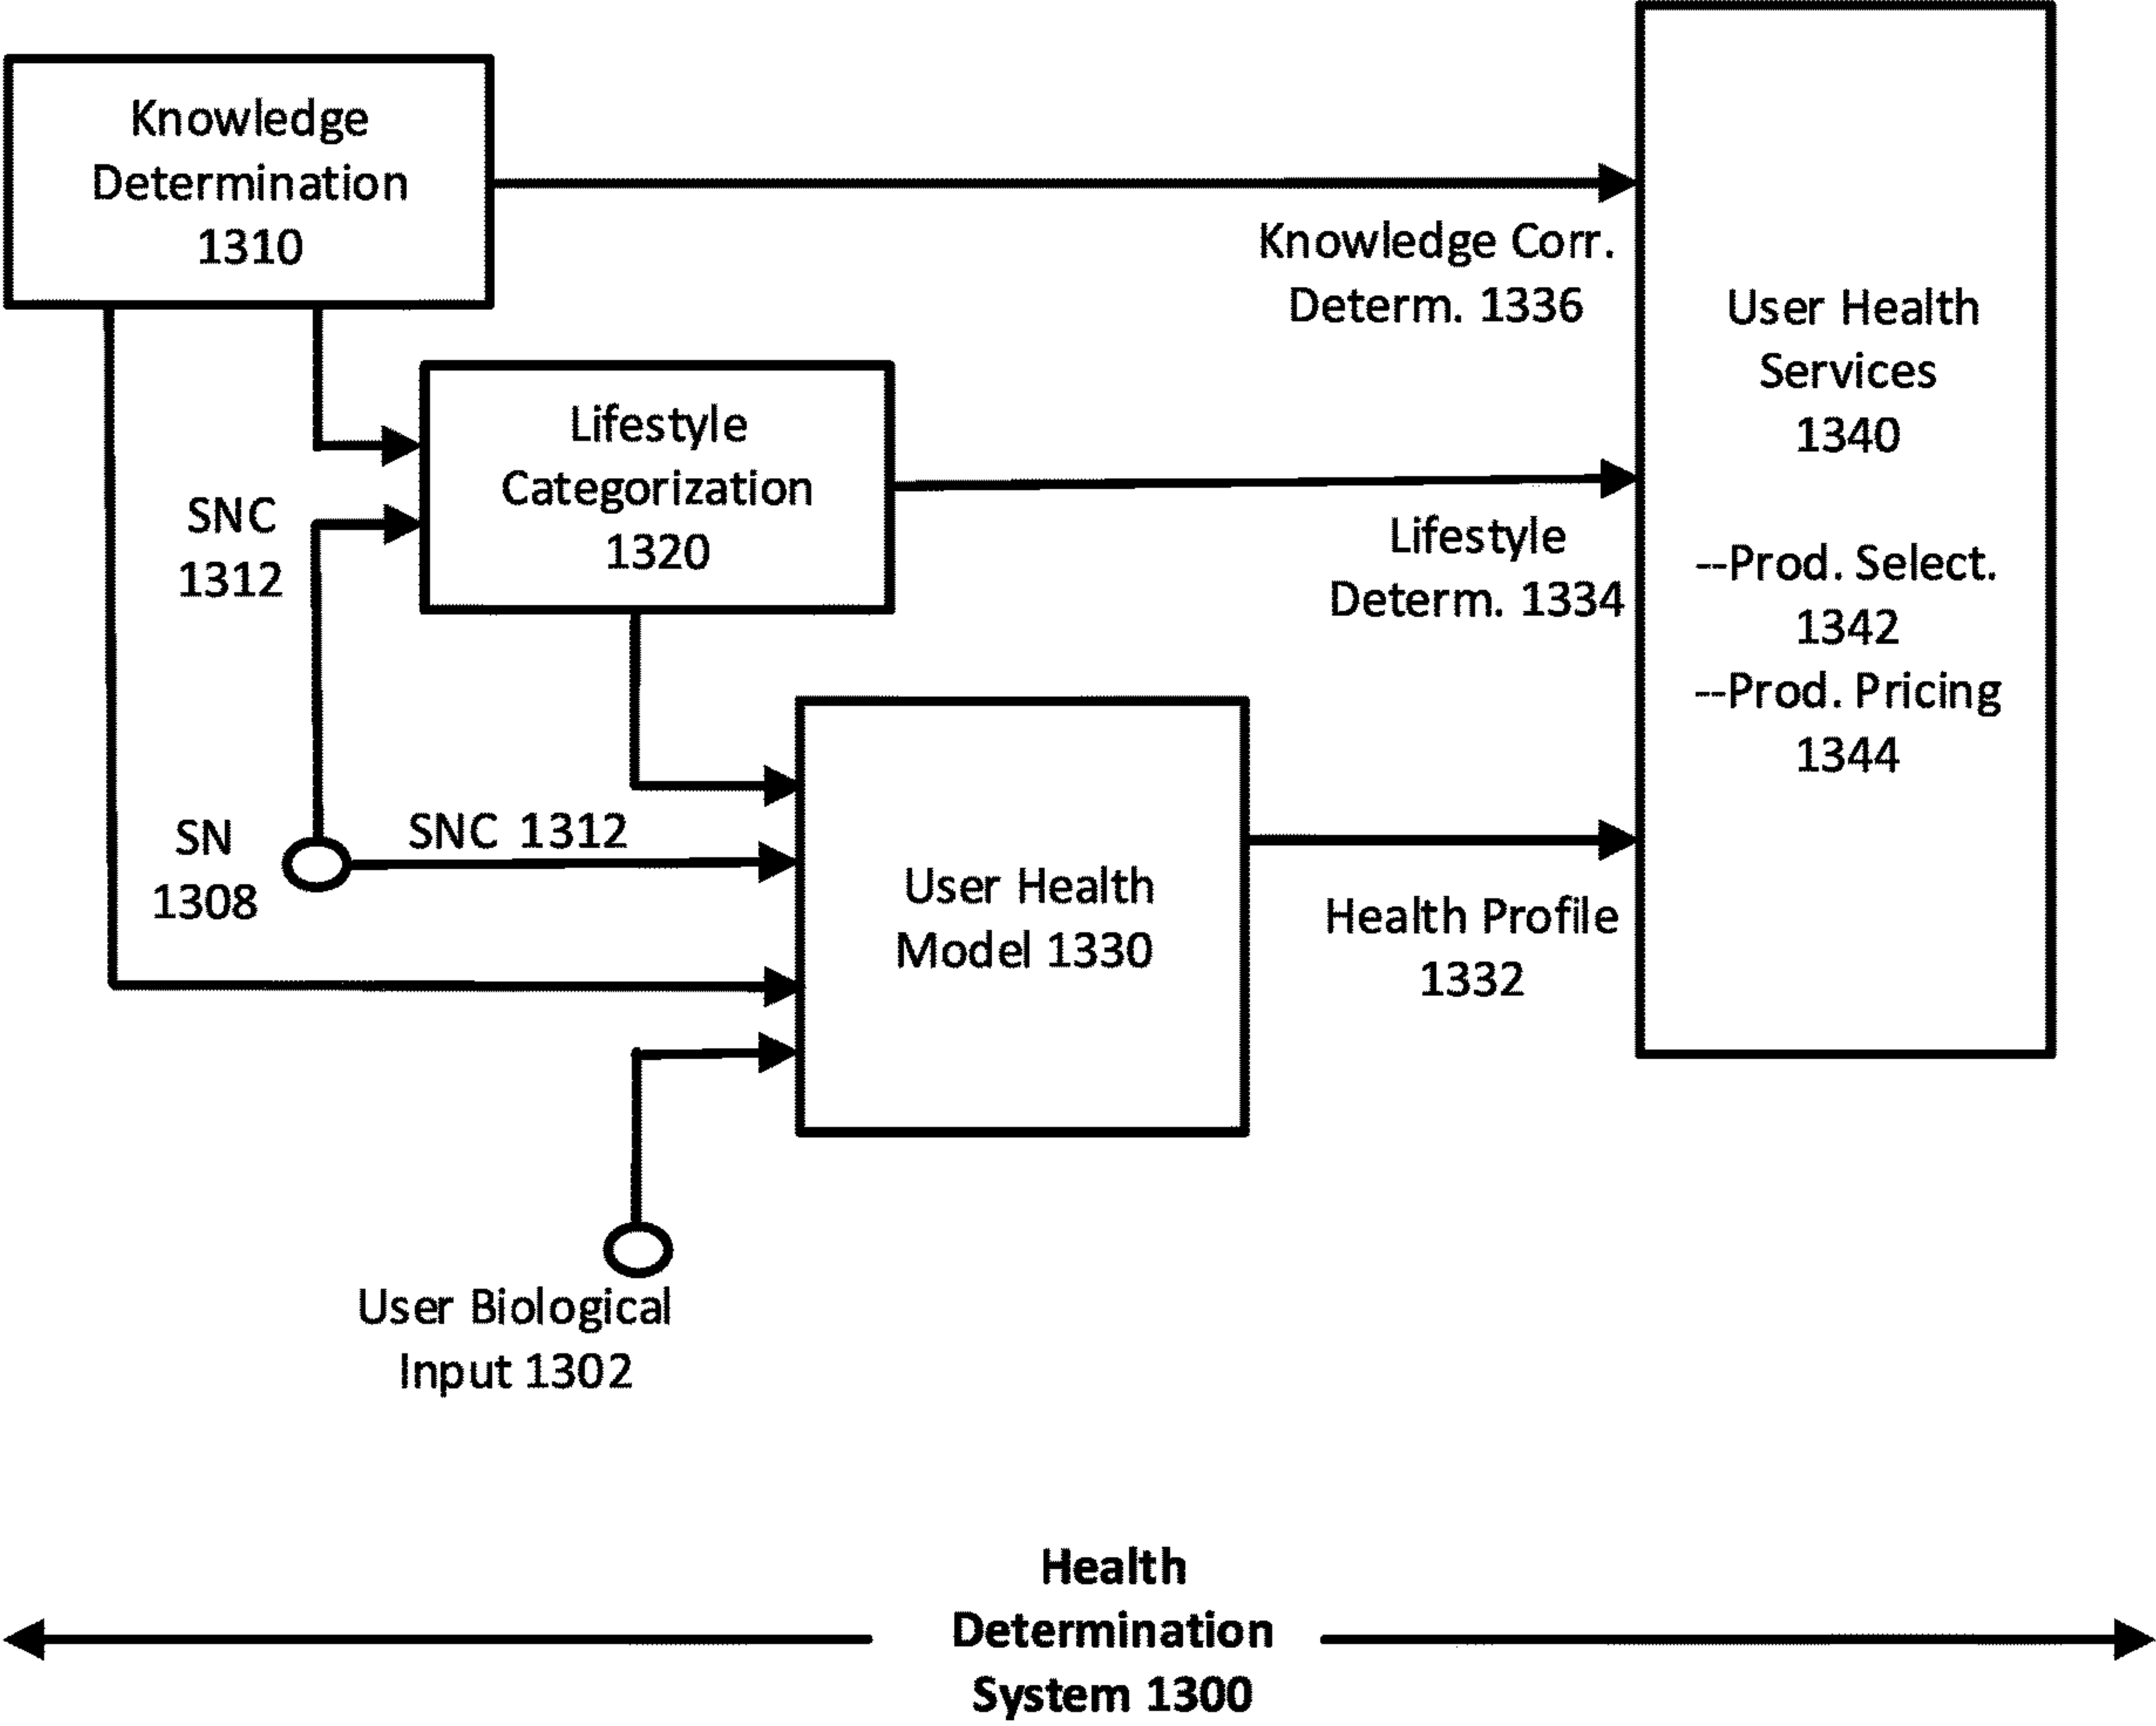 Knowledge
Determination
1310
Knowledge Corr.
Determ. 1336
User Health
Services
1340
--Prod. Select.
1342
--Prod. Pricing
1344
Lifestyle
Categorization
1320
SNC
1312
Lifestyle
Determ. 1334
SN
1308
SNC 1312
User Health
Model 1330
Health Profile
1332
User Biological
Input 1302
Health
Determination
System 1300